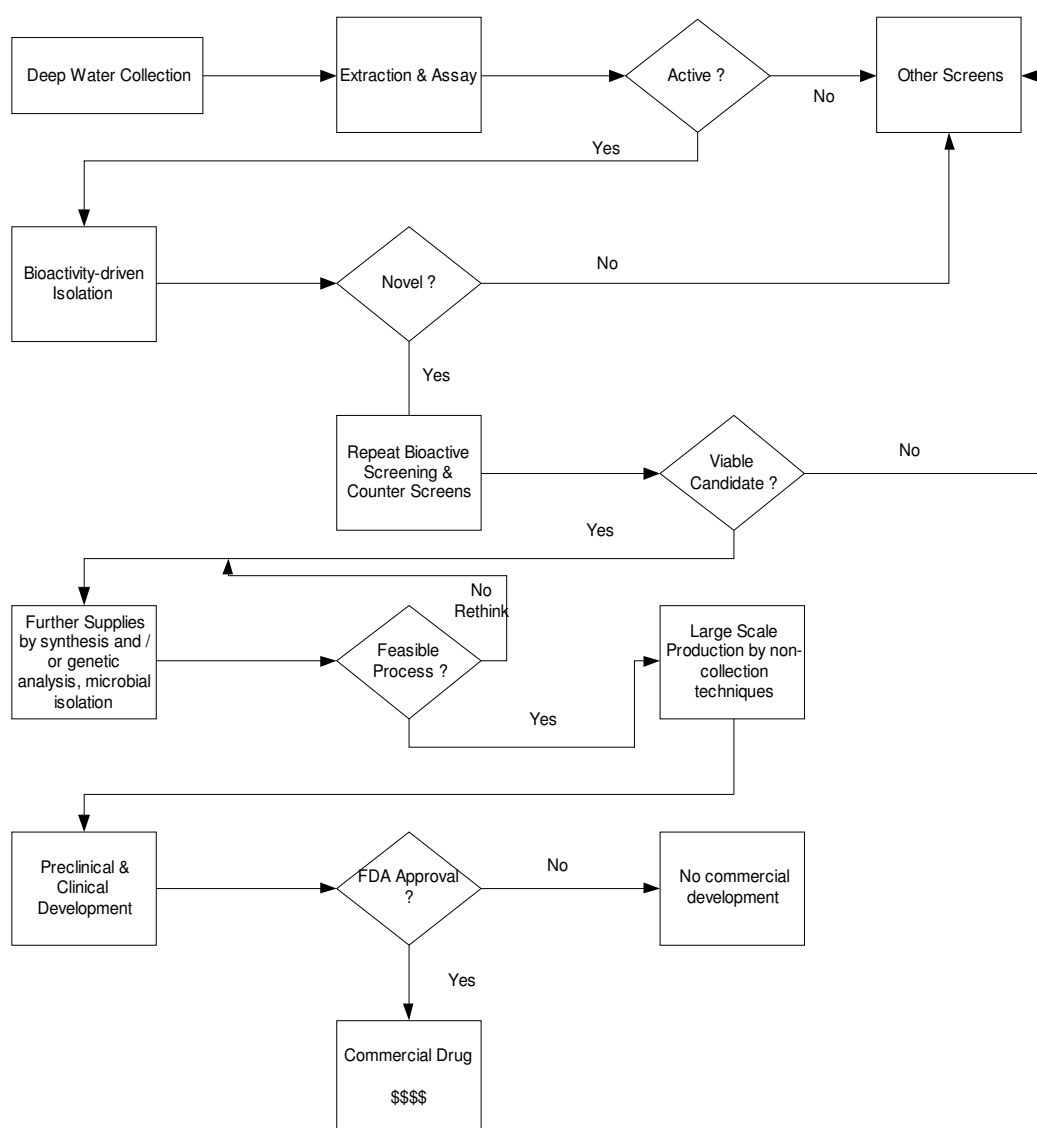 Deep Water Collection
Extraction & Assay
Active ?
No
Other Screens
Yes
Bioactivity-driven
Isolation
Novel ?
No
Yes
Repeat Bioactive
Screening &
Counter Screens
Viable
Candidate ?
No
Yes
Further Supplies
by synthesis and /
or genetic
analysis, microbial
isolation
Feasible
Process ?
No
Rethink
Yes
Large Scale
Production by non-
collection
techniques
Preclinical &
Clinical
Development
FDA Approval
?
No
No commercial
development
Yes
Commercial Drug
$$$$